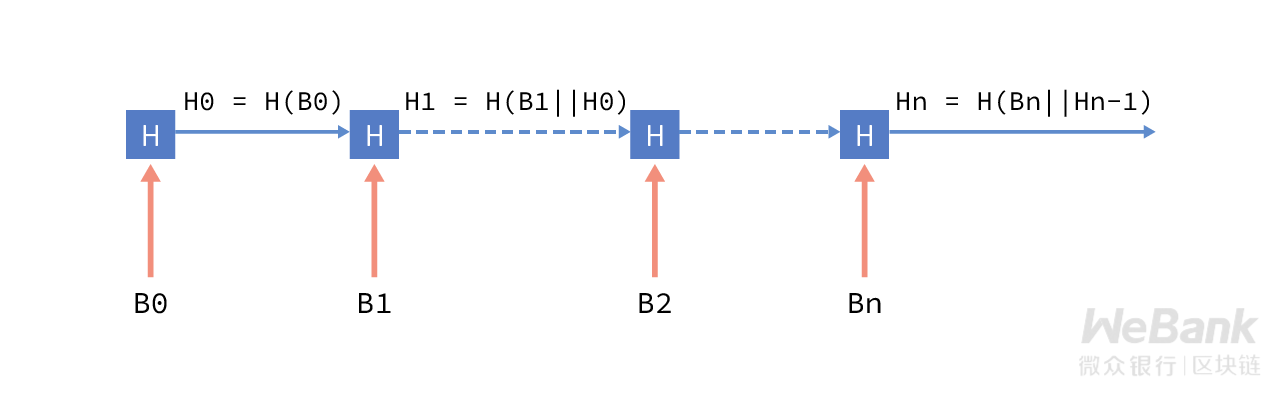 H0 = H(B0)
H1 = H(B1||H0)
Hn = H(Bn||Hn-1)
H
H
H
H
B0
B1
B2
Bn
WeBank
微众银行|区块链